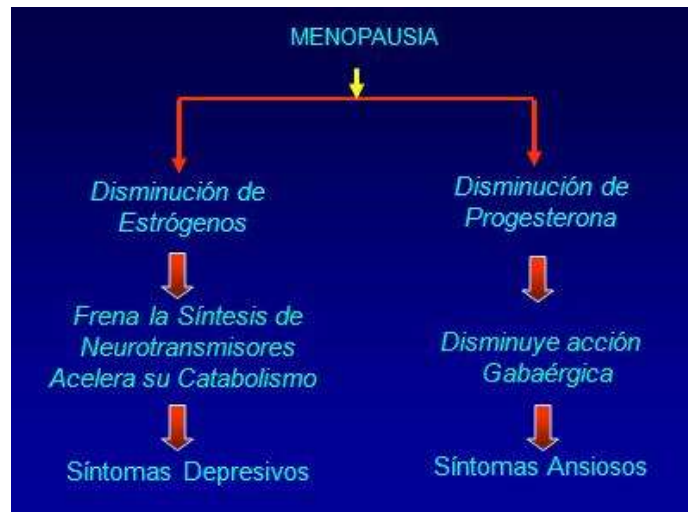 MENOPAUSIA
Disminución de
Estrógenos
Frena la Síntesis de
Neurotransmisores
Acelera su Catabolismo
Síntomas Depresivos
Disminución de
Progesterona
Disminuye acción
Gabaérgica
Síntomas Ansiosos